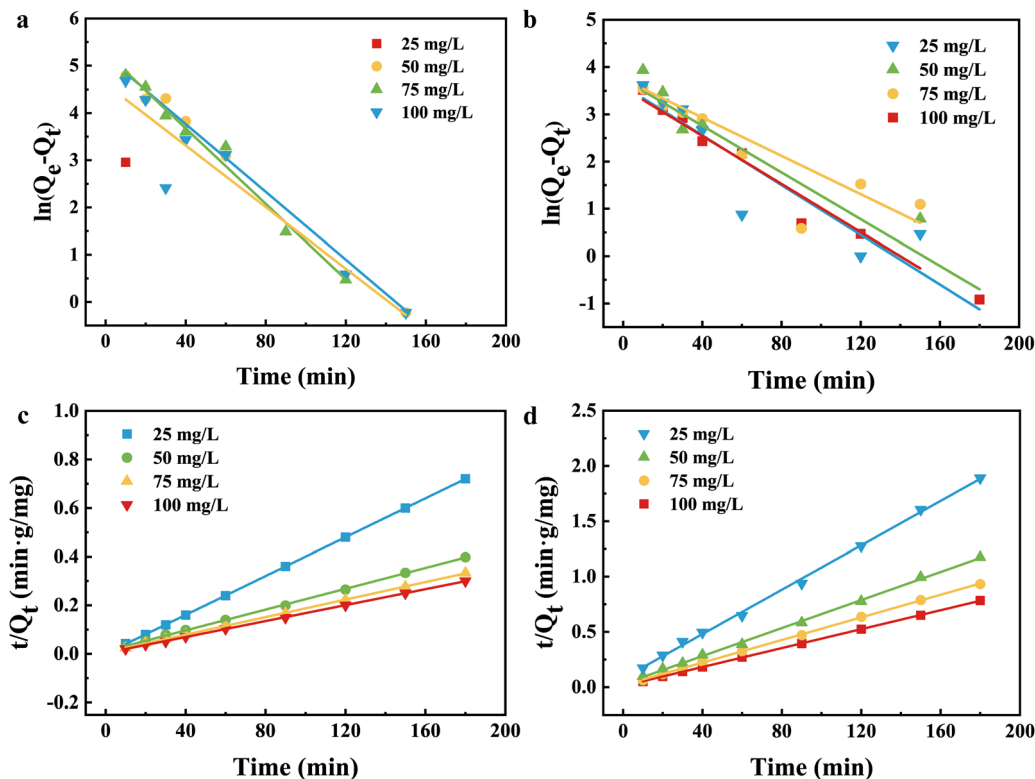 a
ln(Qe-Qt)
6
5
4
3
2
1
0
0 40 80 120 160 200
Time (min)
25 mg/L
50 mg/L
75 mg/L
100 mg/L
b
ln(Qe-Qt)
5
4
3
2
1
0
-1
0 40 80 120 160 200
Time (min)
25 mg/L
50 mg/L
75 mg/L
100 mg/L
c
t/Qt (min·g/mg)
1.0
0.8
0.6
0.4
0.2
0.0
-0.2
0 40 80 120 160 200
Time (min)
25 mg/L
50 mg/L
75 mg/L
100 mg/L
d
t/Qt (min·g/mg)
2.5
2.0
1.5
1.0
0.5
0.0
0 40 80 120 160 200
Time (min)
25 mg/L
50 mg/L
75 mg/L
100 mg/L